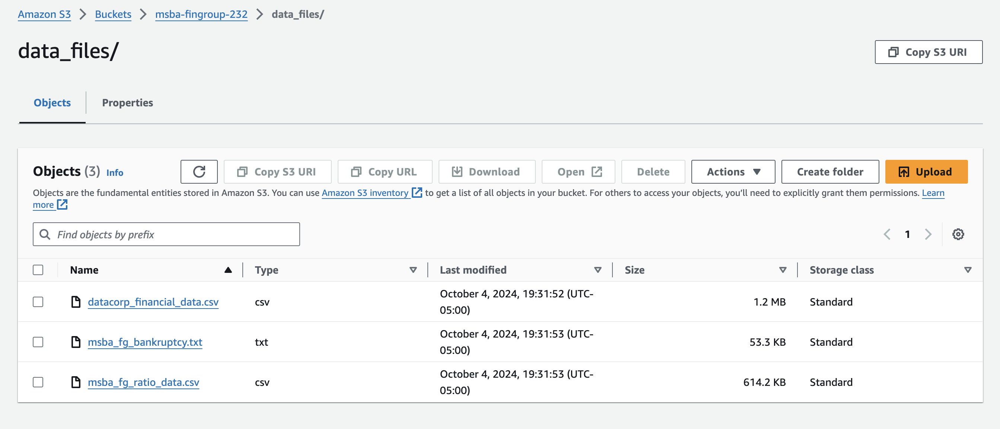 Amazon S3 > Buckets > msba-fingroup-232 > data_files/
data_files/
Copy S3 URI
Objects
Properties
Objects (3) Info
Copy S3 URI
Copy URL
Download
Open
Delete
Actions
Create folder
Upload
Objects are the fundamental entities stored in Amazon S3. You can use Amazon S3 inventory to get a list of all objects in your bucket. For others to access your objects, you’ll need to explicitly grant them permissions. Learn
more
Find objects by prefix
1
Name Type Last modified Size Storage class
datacorp_financial_data.csv csv October 4, 2024, 19:31:52 (UTC-
05:00) 1.2 MB Standard
msba_fg_bankruptcy.txt txt October 4, 2024, 19:31:53 (UTC-
05:00) 53.3 KB Standard
msba_fg_ratio_data.csv csv October 4, 2024, 19:31:53 (UTC-
05:00) 614.2 KB Standard